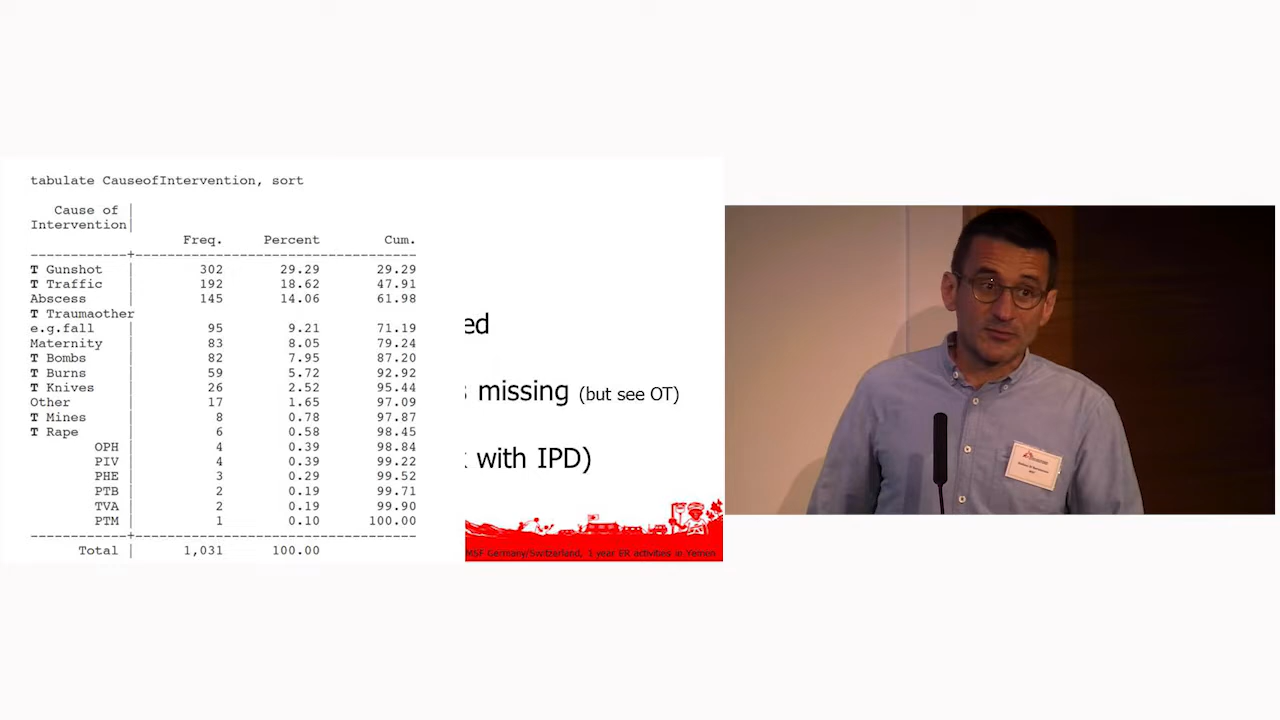 tabulate CauseofIntervention, sort
Cause of
Intervention
Freq. Percent Cum.
T Gunshot 302 29.29 29.29
T Traffic 192 18.62 47.91
Abscess 145 14.06 61.98
T Traumaother
e.g.fall 95 9.21 71.19
Maternity 83 8.05 79.24
T Bombs 82 7.95 87.20
T Burns 59 5.72 92.92
T Knives 26 2.52 95.44
Other 17 1.65 97.09
T Mines 8 0.78 97.87
T Rape 6 0.58 98.45
OPH 4 0.39 98.84
PIV 4 0.39 99.22
PHE 3 0.29 99.52
PTB 2 0.19 99.71
TVA 2 0.19 99.90
PTM 1 0.10 100.00
Total 1,031 100.00
ed
s missing (but see OT)
with IPD)
MSF Germany/Switzerland, 1 year ER activities in Yemen